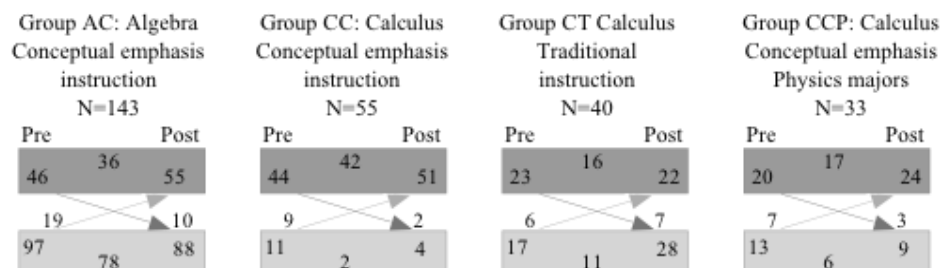 Group AC: Algebra
Conceptual emphasis
instruction
N=143
Pre Post
36
46 55
19 10
97 88
78
Group CC: Calculus
Conceptual emphasis
instruction
N=55
Pre Post
42
44 51
9 2
11 4
2
Group CT Calculus
Traditional
instruction
N=40
Pre Post
16
23 22
6 7
17 28
11
Group CCP: Calculus
Conceptual emphasis
Physics majors
N=33
Pre Post
17
20 24
7 3
13 9
6